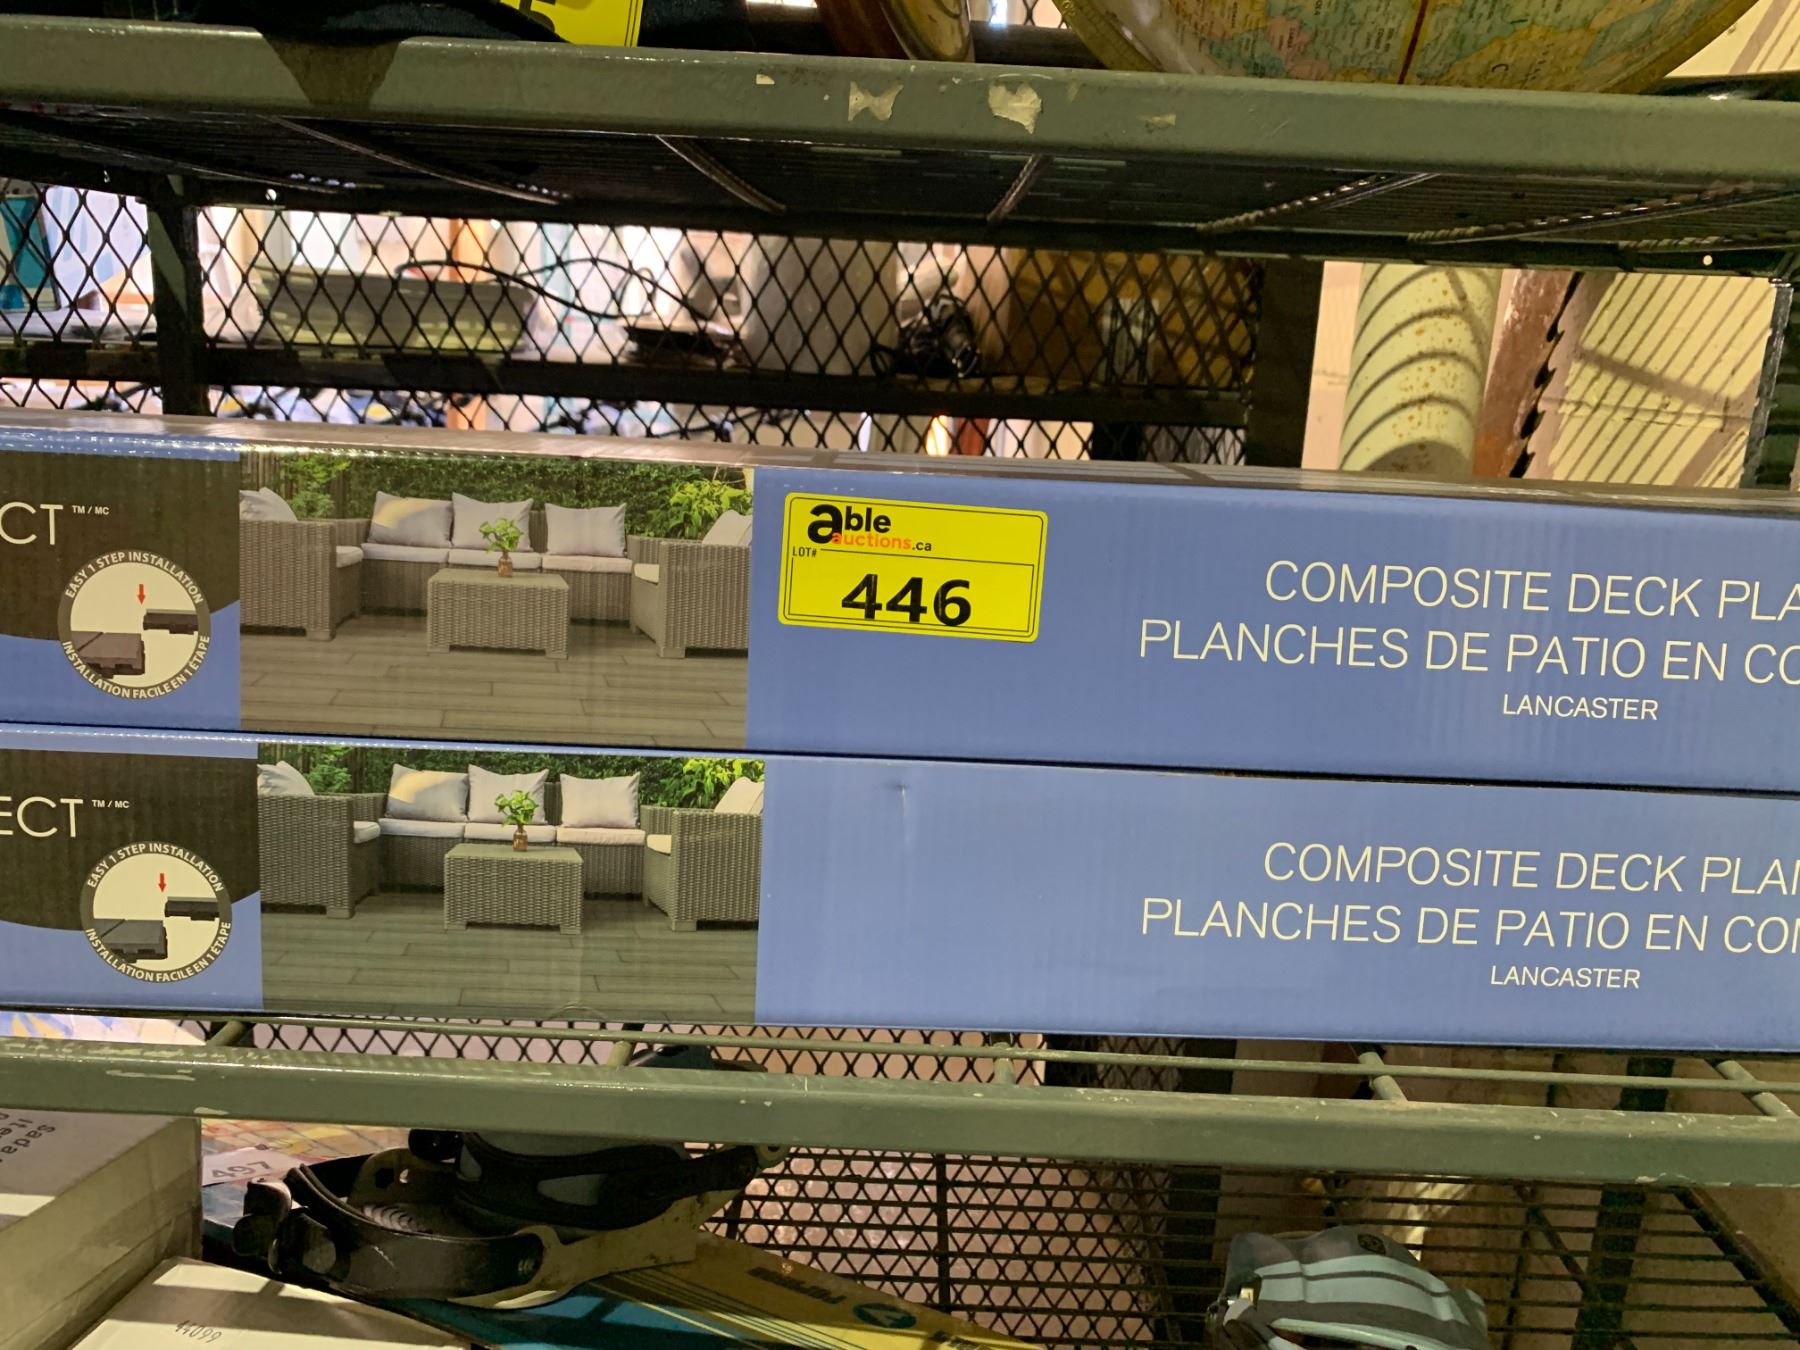 CT TM/MC
EASY 1 STEP INSTALLATION
INSTALLATION FACILE EN 1 ÉTAPE
able
auctions.ca
LOT#
446
COMPOSITE DECK PLA
PLANCHES DE PATIO EN CO
LANCASTER
ECT TM/MC
EASY 1 STEP INSTALLATION
INSTALLATION FACILE EN 1 ÉTAPE
COMPOSITE DECK PLAN
PLANCHES DE PATIO EN COM
LANCASTER
497
44099